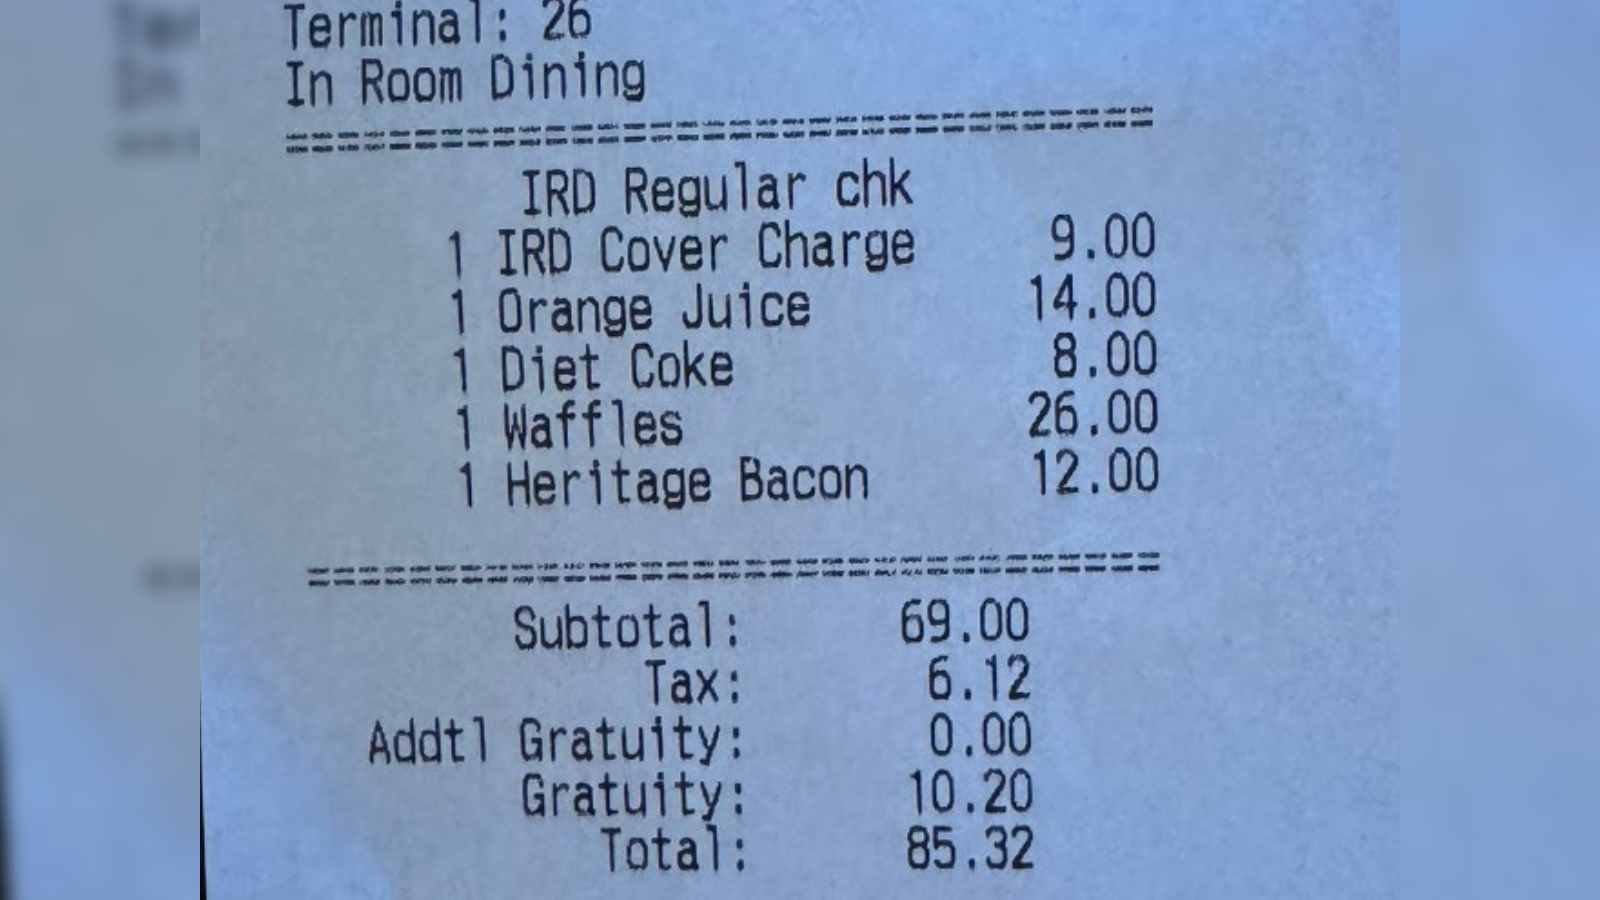 Terminal: 26
In Room Dining
IRD Regular chk
1 IRD Cover Charge 9.00
1 Orange Juice 14.00
1 Diet Coke 8.00
1 Waffles 26.00
1 Heritage Bacon 12.00
Subtotal: 69.00
Tax: 6.12
Addtl Gratuity: 0.00
Gratuity: 10.20
Total: 85.32